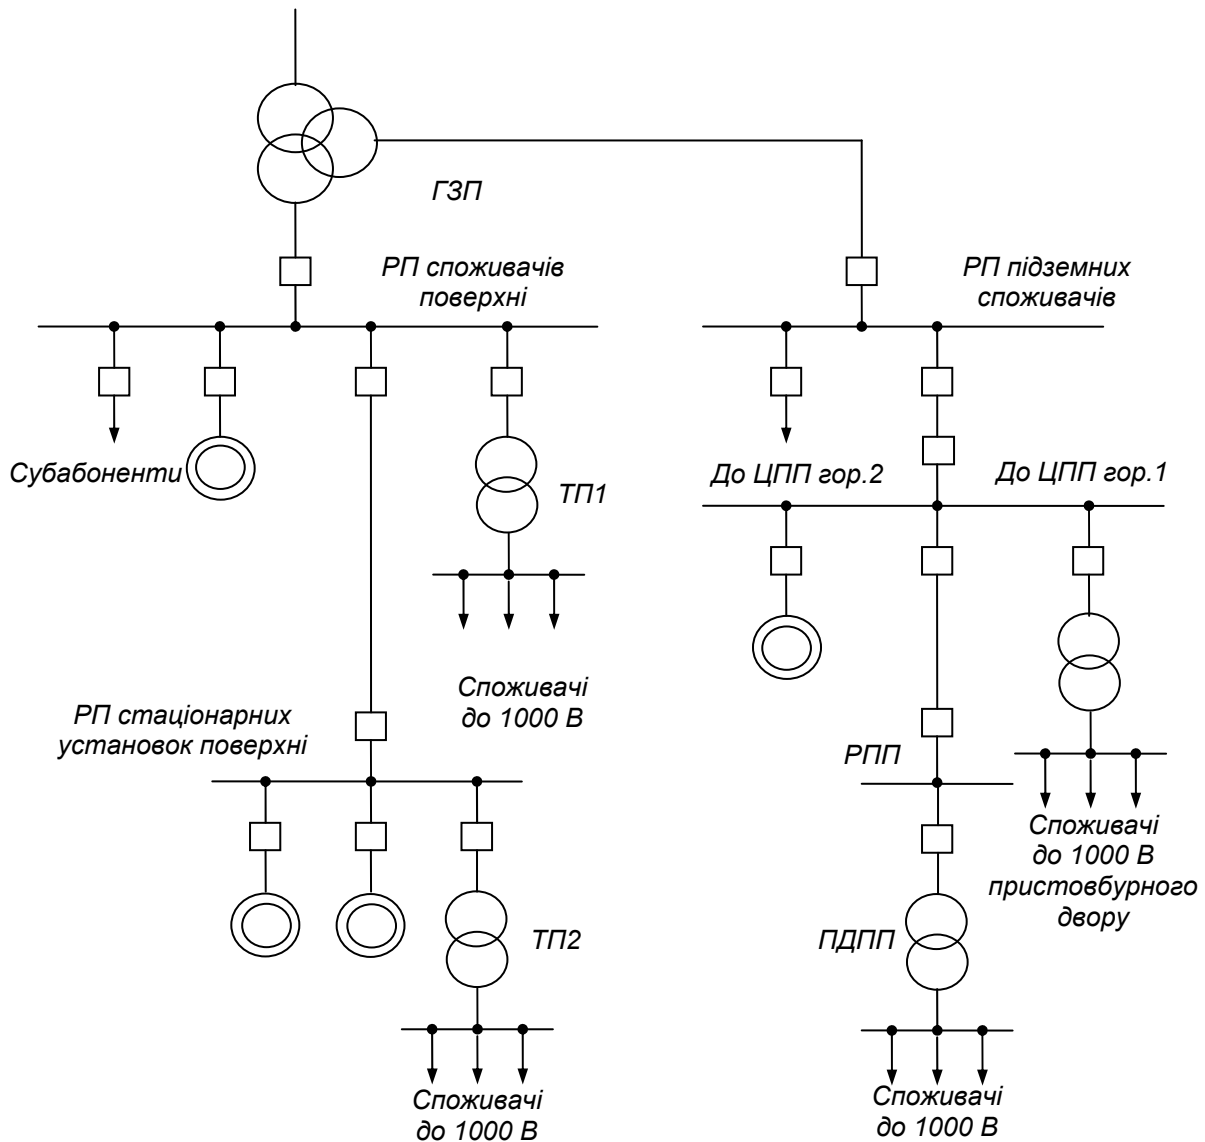 ГЗП
РП споживачів
поверхні
РП підземних
споживачів
Субабоненти
ТП1
До ЦПП гор.2
До ЦПП гор.1
Споживачі
до 1000 В
РП стаціонарних
установок поверхні
РПП
Споживачі
до 1000 В
пристовбурного
двору
ТП2
ПДПП
Споживачі
до 1000 В
Споживачі
до 1000 В